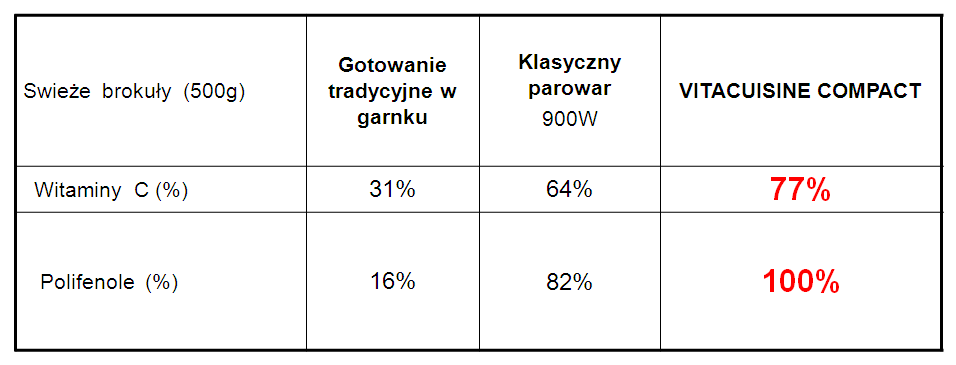 Swieże brokuły (500g)
Gotowanie
tradycyjne w
garnku
Klasyczny
parowar
900W
VITACUISINE COMPACT
Witaminy C (%)
31%
64%
77%
Polifenole (%)
16%
82%
100%